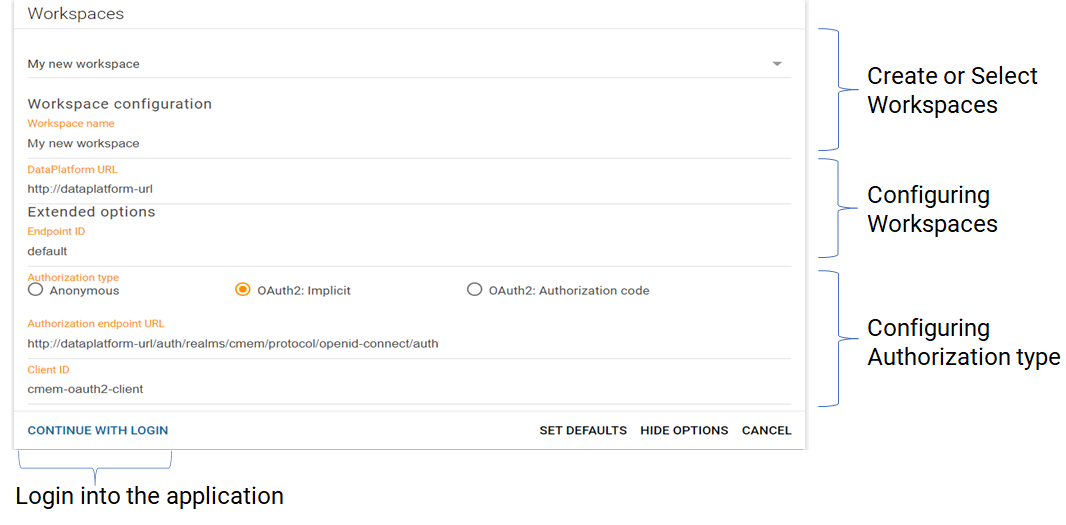 Workspaces
My new workspace
Workspace configuration
Workspace name
My new workspace
DataPlatform URL
http://dataplatform-url
Extended options
Endpoint ID
default
Authorization type
Anonymous
OAuth2: Implicit
OAuth2: Authorization code
Authorization endpoint URL
http://dataplatform-url/auth/realms/cmem/protocol/openid-connect/auth
Client ID
cmem-oauth2-client
CONTINUE WITH LOGIN
SET DEFAULTS
HIDE OPTIONS
CANCEL
Create or Select
Workspaces
Configuring
Workspaces
Configuring
Authorization type
Login into the application